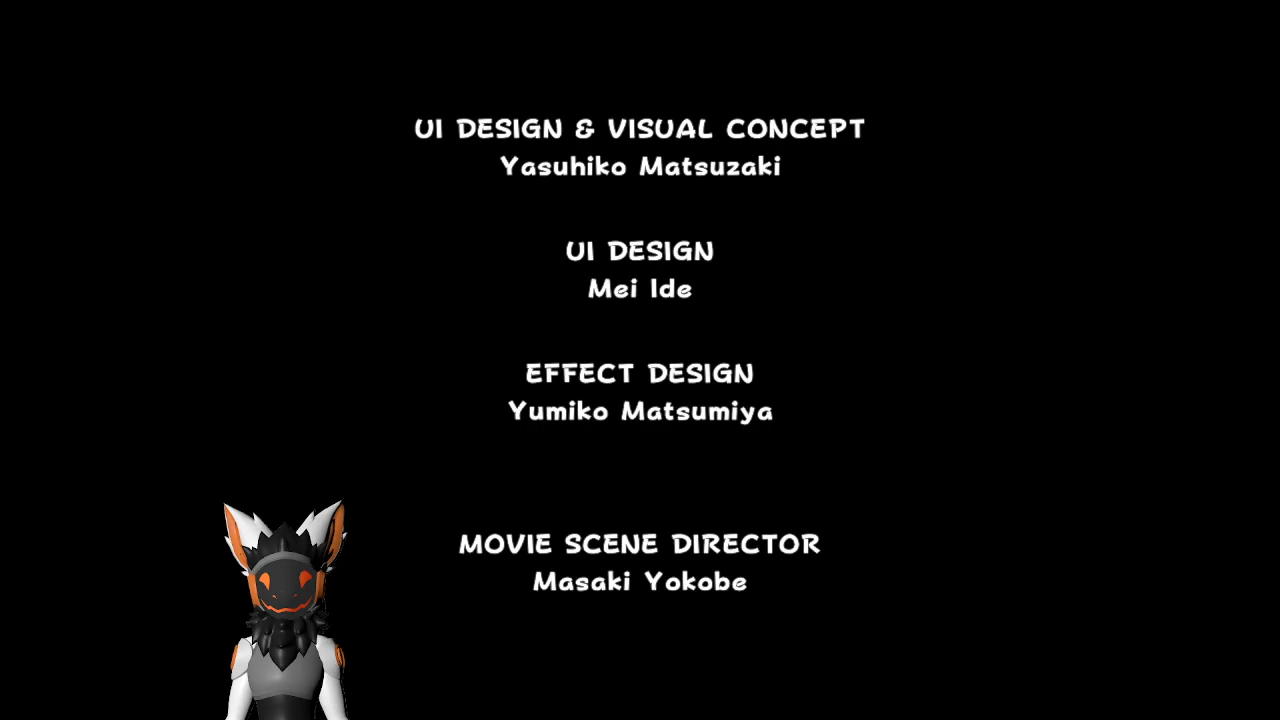 UI DESIGN & VISUAL CONCEPT
Yasuhiko Matsuzaki
UI DESIGN
Mei Ide
EFFECT DESIGN
Yumiko Matsumiya
MOVIE SCENE DIRECTOR
Masaki Yokobe